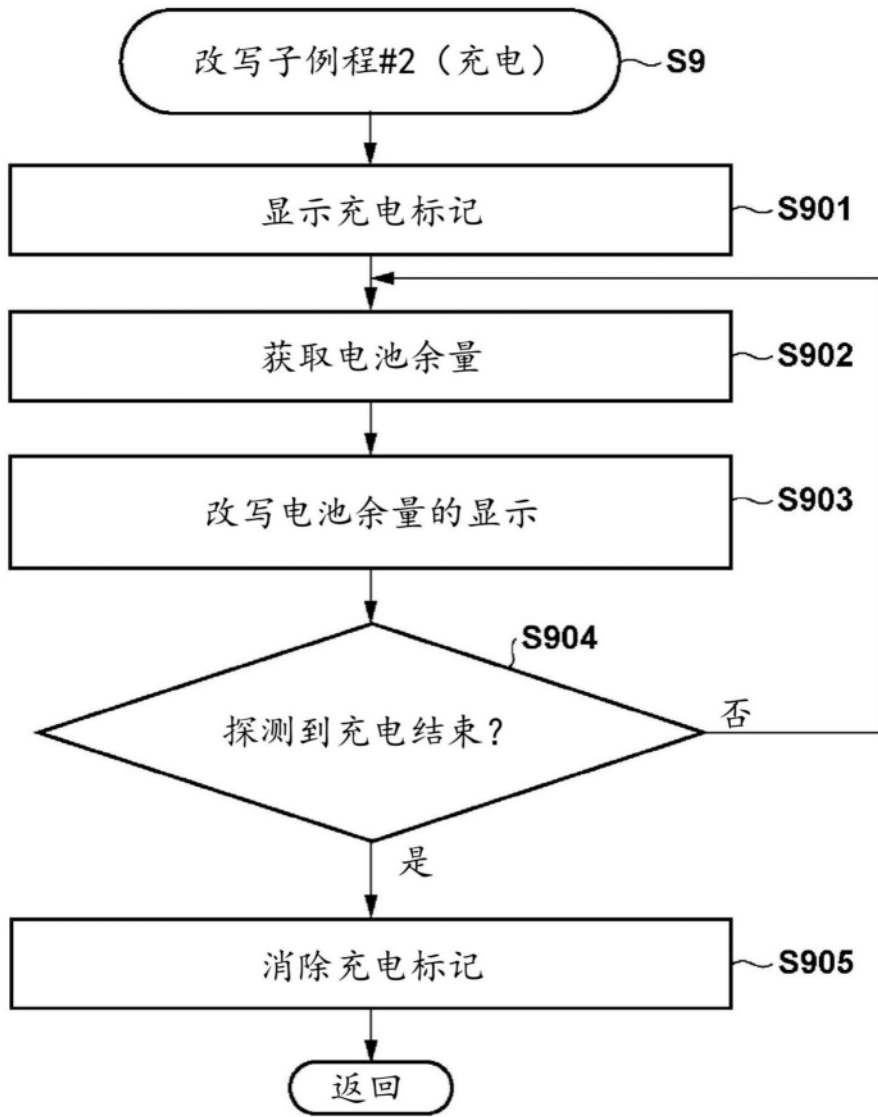 改写子例程#2（充电）
S9
显示充电标记
S901
获取电池余量
S902
改写电池余量的显示
S903
S904
探测到充电结束？
否
是
消除充电标记
S905
返回